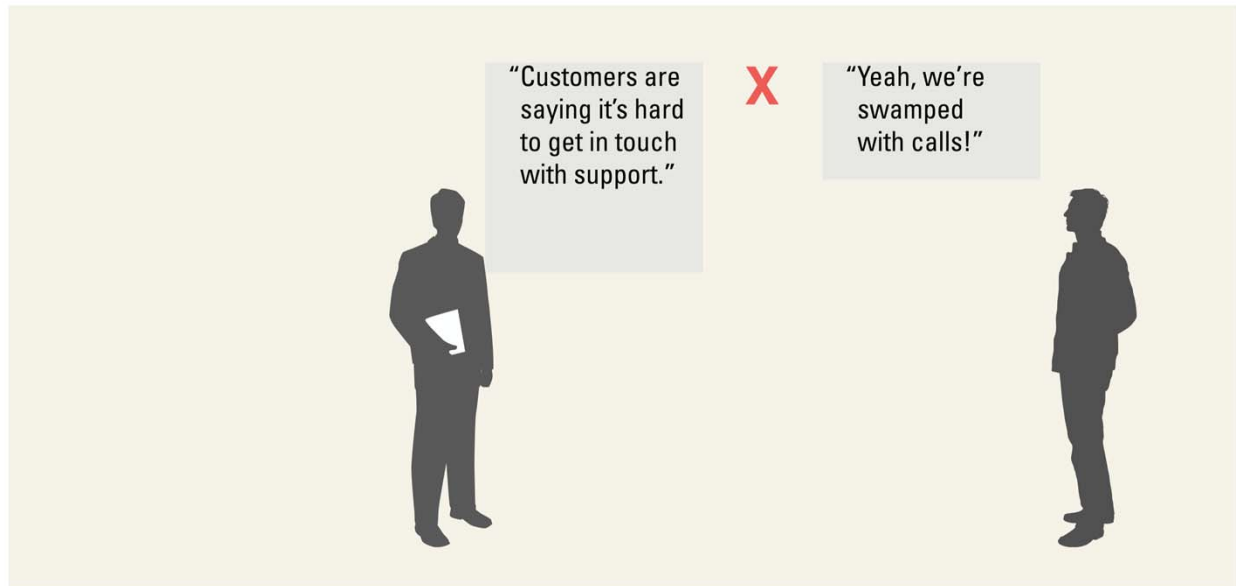 “Customers are
saying it’s hard
to get in touch
with support.”
X
“Yeah, we’re
swamped
with calls!”